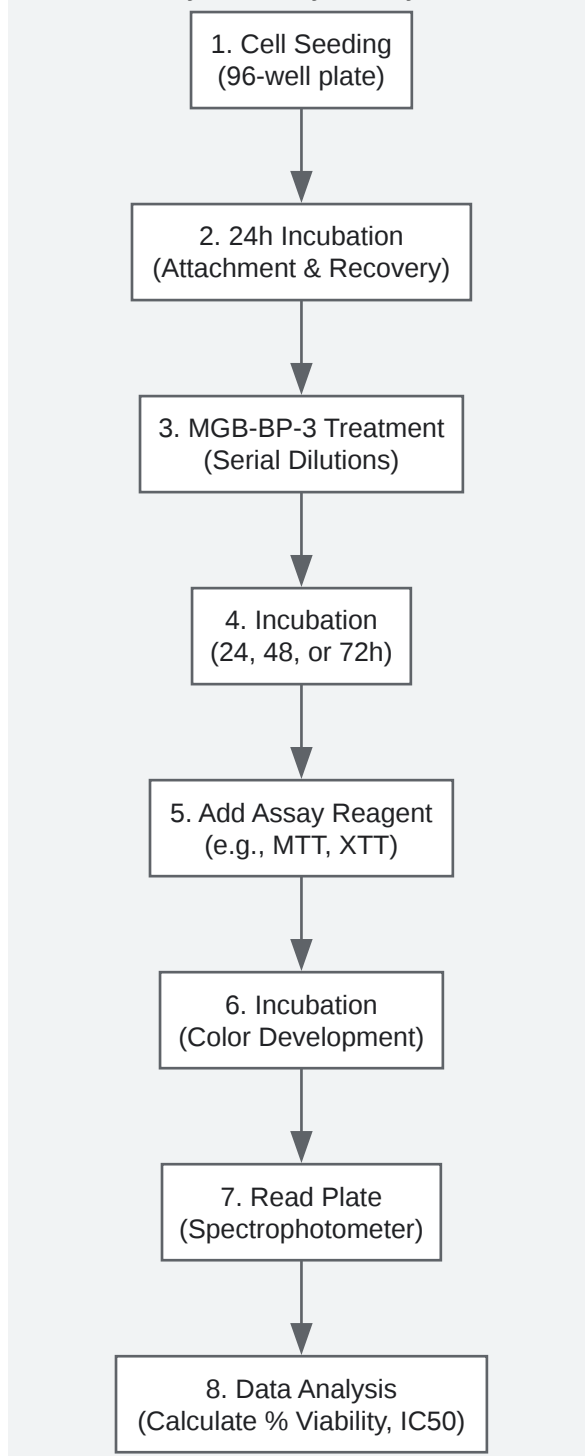 1. Cell Seeding
(96-well plate)
2. 24h Incubation
(Attachment & Recovery)
3. MGB-BP-3 Treatment
(Serial Dilutions)
4. Incubation
(24, 48, or 72h)
5. Add Assay Reagent
(e.g., MTT, XTT)
6. Incubation
(Color Development)
7. Read Plate
(Spectrophotometer)
8. Data Analysis
(Calculate % Viability, IC50)